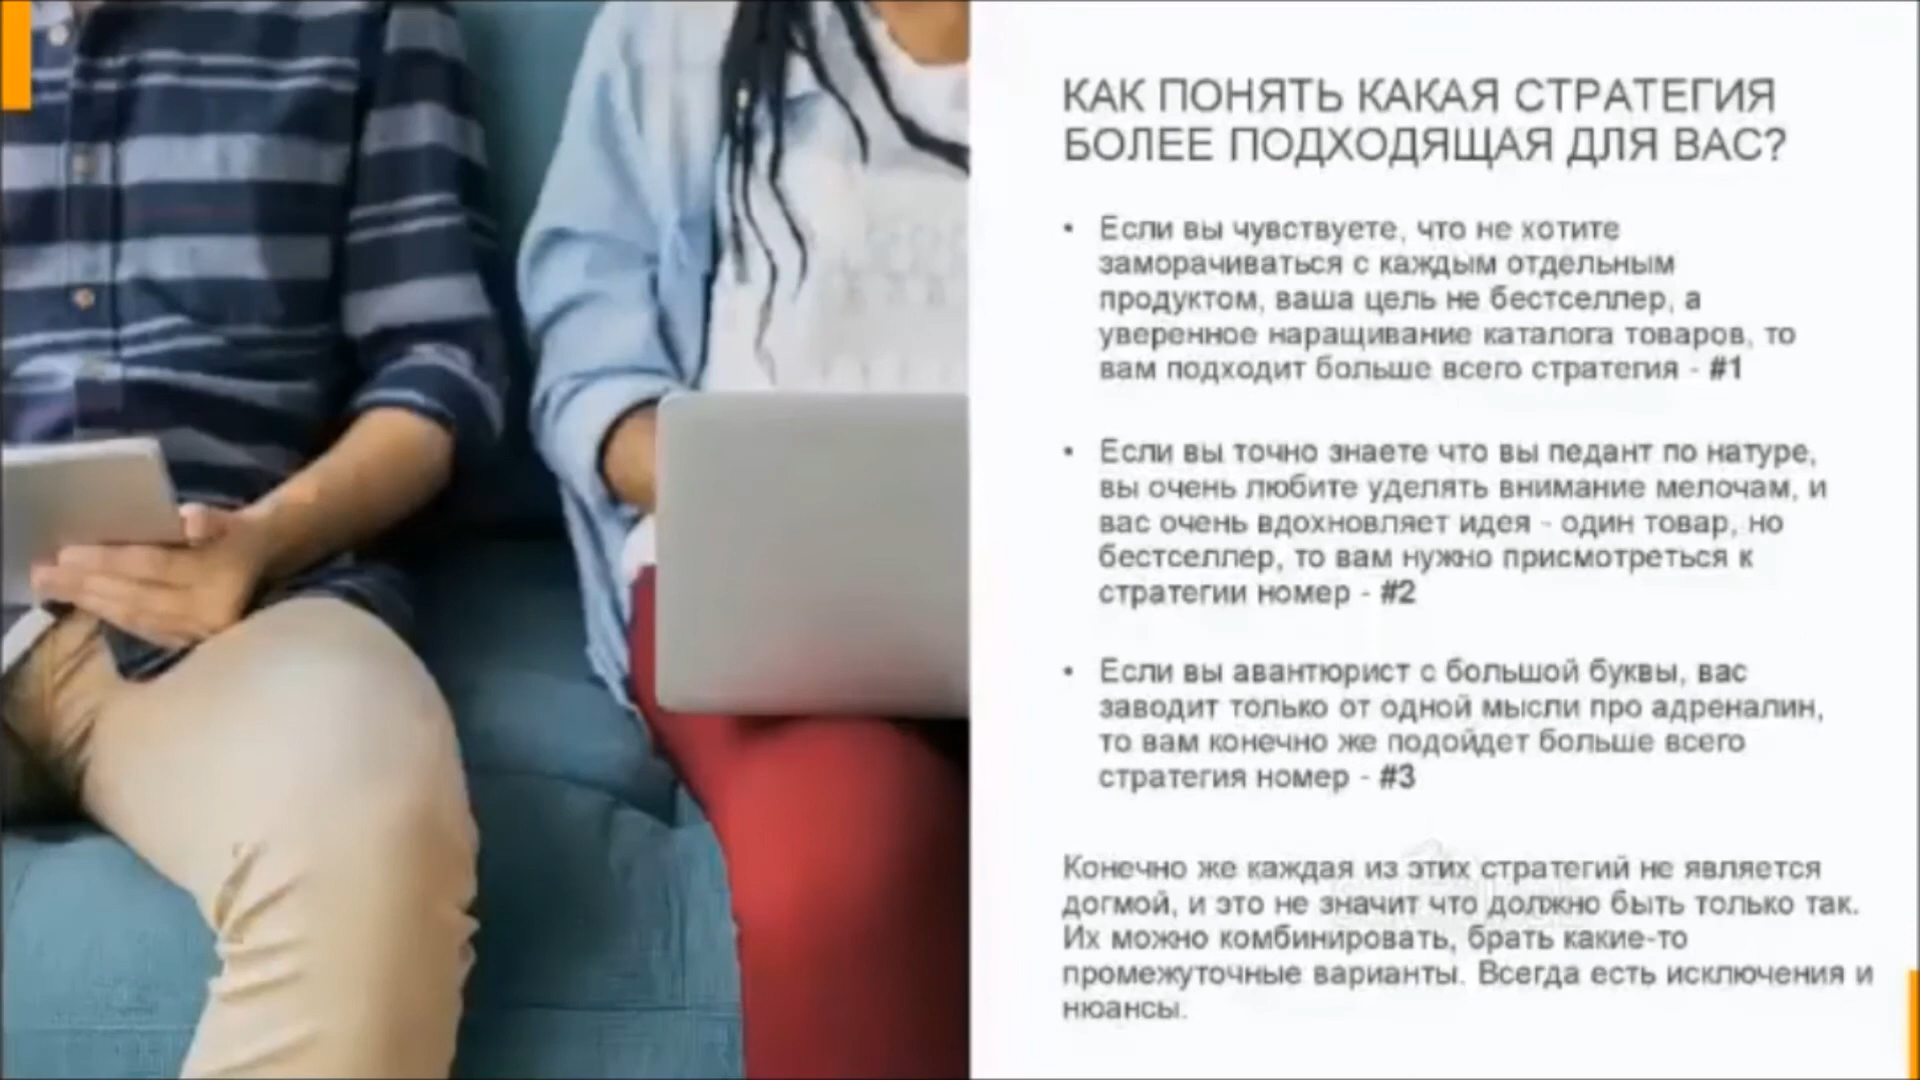 КАК ПОНЯТЬ КАКАЯ СТРАТЕГИЯ
БОЛЕЕ ПОДХОДЯЩАЯ ДЛЯ ВАС?
• Если вы чувствуете, что не хотите
заморачиваться с каждым отдельным
продуктом, ваша цель не бестселлер, а
уверенное наращивание каталога товаров, то
вам подходит больше всего стратегия - #1
• Если вы точно знаете что вы педант по натуре,
вы очень любите уделять внимание мелочам, и
вас очень вдохновляет идея - один товар, но
бестселлер, то вам нужно присмотреться к
стратегии номер - #2
• Если вы авантюрист с большой буквы, вас
заводит только от одной мысли про адреналин,
то вам конечно же подойдет больше всего
стратегия номер - #3
Конечно же каждая из этих стратегий не является
догмой, и это не значит что должно быть только так.
Их можно комбинировать, брать какие-то
промежуточные варианты. Всегда есть исключения и
нюансы.